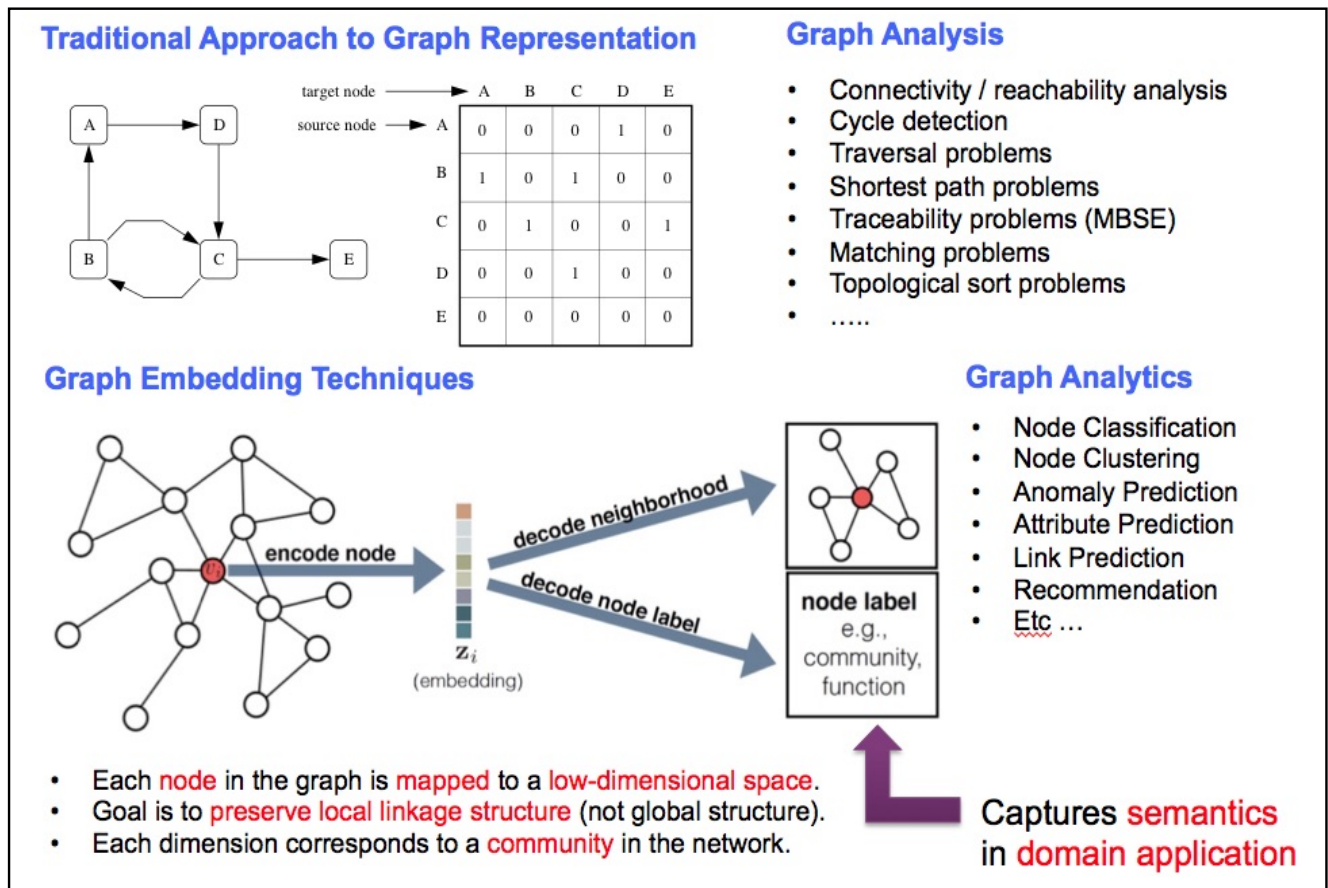 Traditional Approach to Graph Representation
target node A B C D E
source node A 0 0 0 1 0
B 1 0 1 0 0
C 0 1 0 0 1
D 0 0 1 0 0
E 0 0 0 0 0
A D
B C E
Graph Analysis
• Connectivity / reachability analysis
• Cycle detection
• Traversal problems
• Shortest path problems
• Traceability problems (MBSE)
• Matching problems
• Topological sort problems
• …..
Graph Embedding Techniques
vi
encode node
zi
(embedding)
decode neighborhood
decode node label
node label
e.g.,
community,
function
Graph Analytics
• Node Classification
• Node Clustering
• Anomaly Prediction
• Attribute Prediction
• Link Prediction
• Recommendation
• Etc …
• Each node in the graph is mapped to a low-dimensional space.
• Goal is to preserve local linkage structure (not global structure).
• Each dimension corresponds to a community in the network.
Captures semantics
in domain application